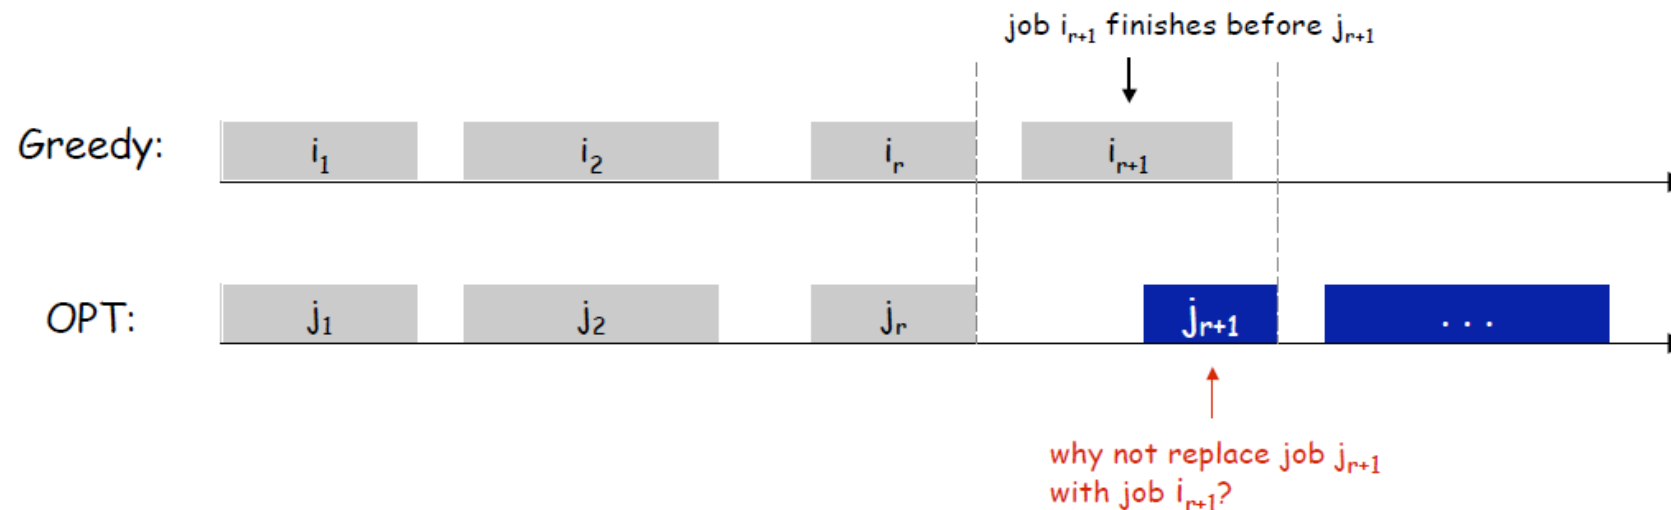 job i_{r+1} finishes before j_{r+1}
Greedy: i_1 i_2 i_r i_{r+1}
OPT: j_1 j_2 j_r j_{r+1} . . .
why not replace job j_{r+1}
with job i_{r+1}?